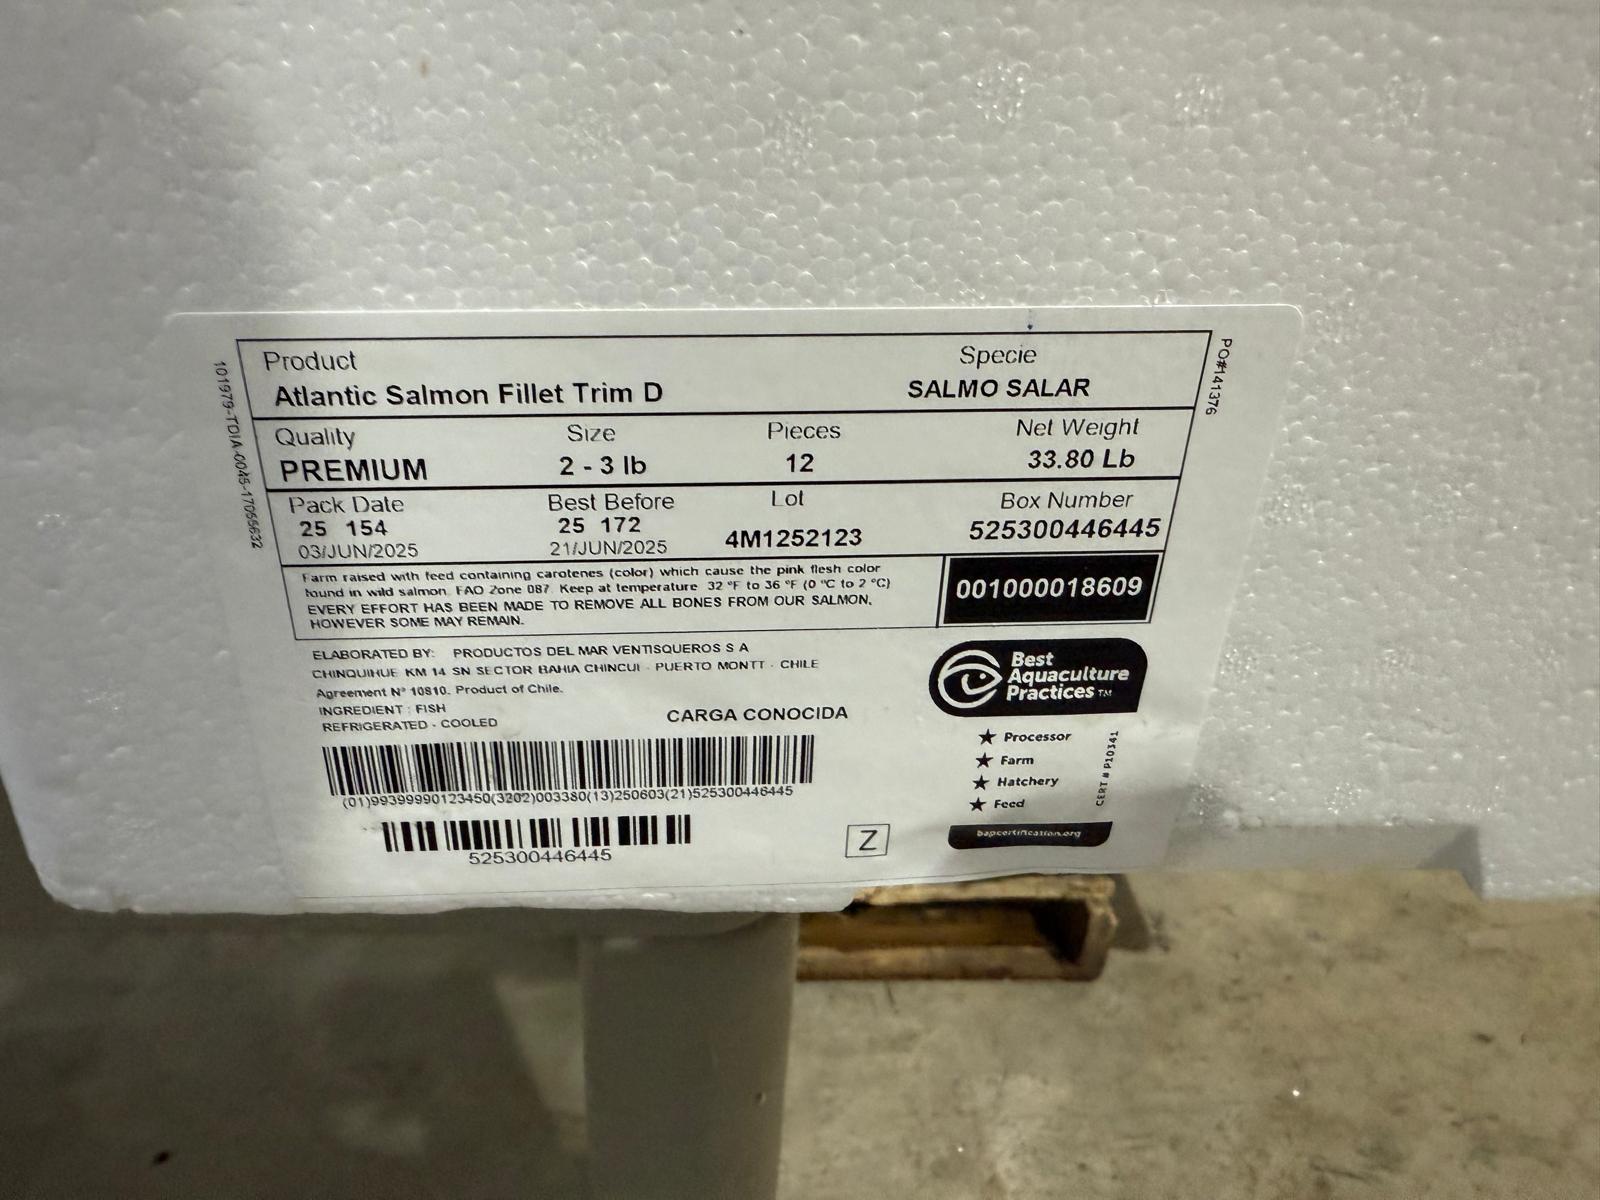 Product
Specie
Atlantic Salmon Fillet Trim D
SALMO SALAR
Quality
Size
Pieces
Net Weight
PREMIUM
2 - 3 lb
12
33.80 Lb
Pack Date
Best Before
Lot
Box Number
25 154
25 172
4M1252123
525300446445
03/JUN/2025
21/JUN/2025
Farm raised with feed containing carotenes (color) which cause the pink flesh color
found in wild salmon. FAO Zone 087. Keep at temperature 32 °F to 36 °F (0 °C to 2 °C)
EVERY EFFORT HAS BEEN MADE TO REMOVE ALL BONES FROM OUR SALMON,
HOWEVER SOME MAY REMAIN.
001000018609
ELABORATED BY: PRODUCTOS DEL MAR VENTISQUEROS S A
CHINQUIHUE KM 14 SN SECTOR BAHIA CHINCUI - PUERTO MONTT - CHILE
Agreement N° 10810. Product of Chile.
INGREDIENT : FISH
REFRIGERATED - COOLED
CARGA CONOCIDA
Best
Aquaculture
Practices TM
★ Processor
★ Farm
★ Hatchery
★ Feed
CERT # P10341
bapcertification.org
(01)99399990123450(3202)003380(13)250603(21)525300446445
525300446445
Z
101979-TDIA-0045-17065632
PO#141376